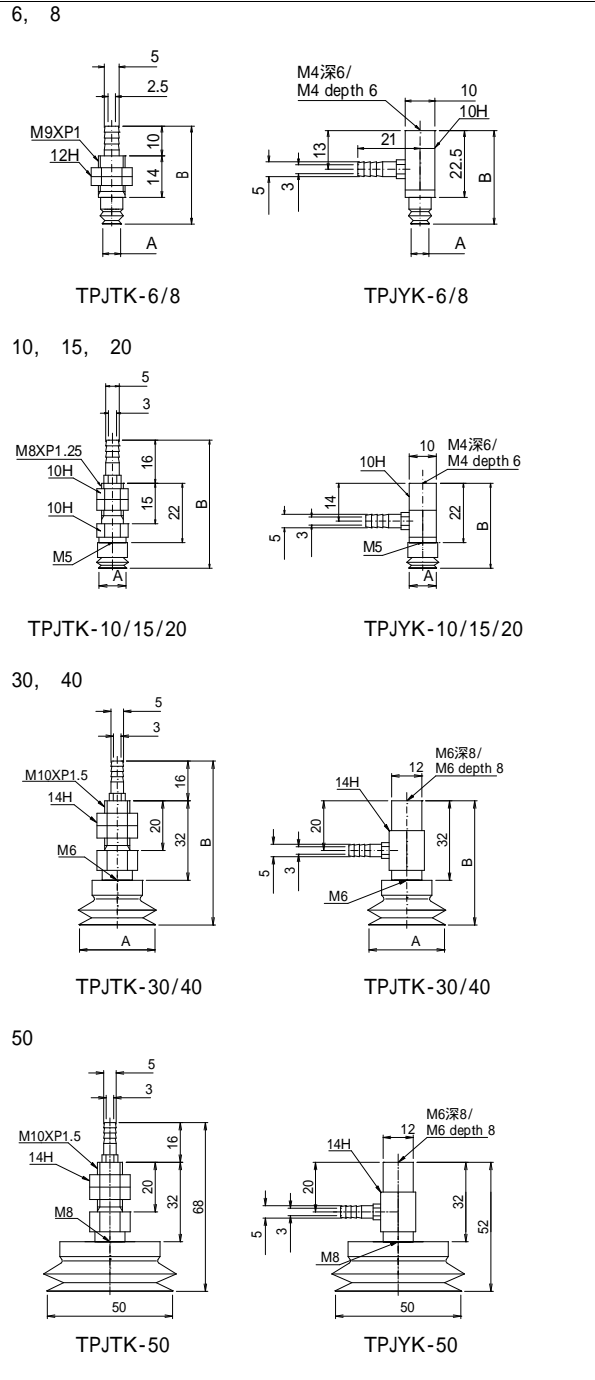 6, 8
5
2.5
M9XP1
12H
10
14
B
A
TPJTK-6/8
M4深6/
M4 depth 6
10
10H
21
13
22.5
B
5
3
A
TPJYK-6/8
10, 15, 20
5
3
M8XP1.25
10H
10H
16
15
22
B
M5
A
TPJTK-10/15/20
10
M4深6/
M4 depth 6
10H
14
22
B
5
3
M5
A
TPJYK-10/15/20
30, 40
5
3
M10XP1.5
14H
16
20
32
B
M6
A
TPJTK-30/40
M6深8/
M6 depth 8
12
14H
20
32
B
5
3
M6
A
TPJTK-30/40
50
5
3
M10XP1.5
14H
16
20
32
68
M8
50
TPJTK-50
M6深8/
M6 depth 8
12
14H
20
32
52
5
3
M8
50
TPJYK-50